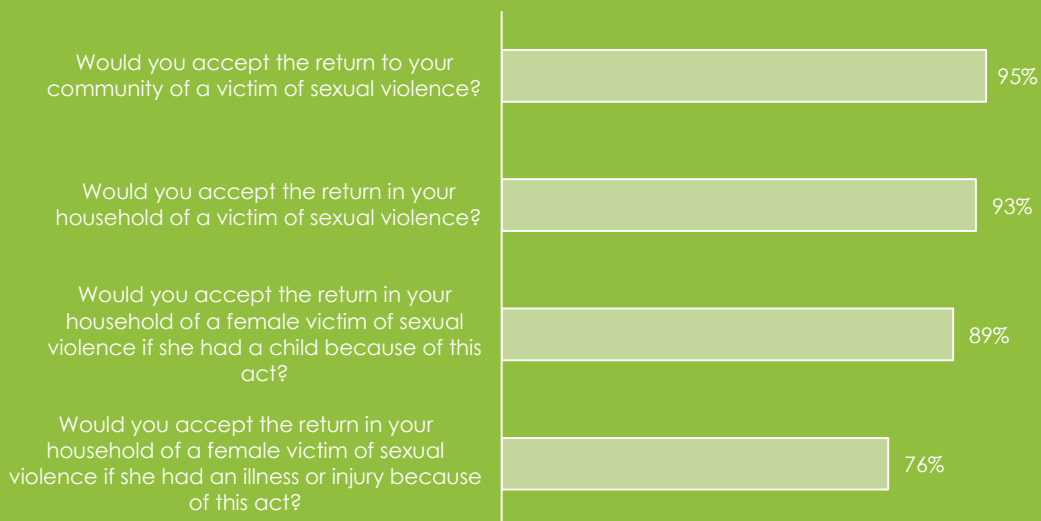 Would you accept the return to your
community of a victim of sexual violence?
95%
Would you accept the return in your
household of a victim of sexual violence?
93%
Would you accept the return in your
household of a female victim of sexual
violence if she had a child because of this
act?
89%
Would you accept the return in your
household of a female victim of sexual
violence if she had an illness or injury because
of this act?
76%